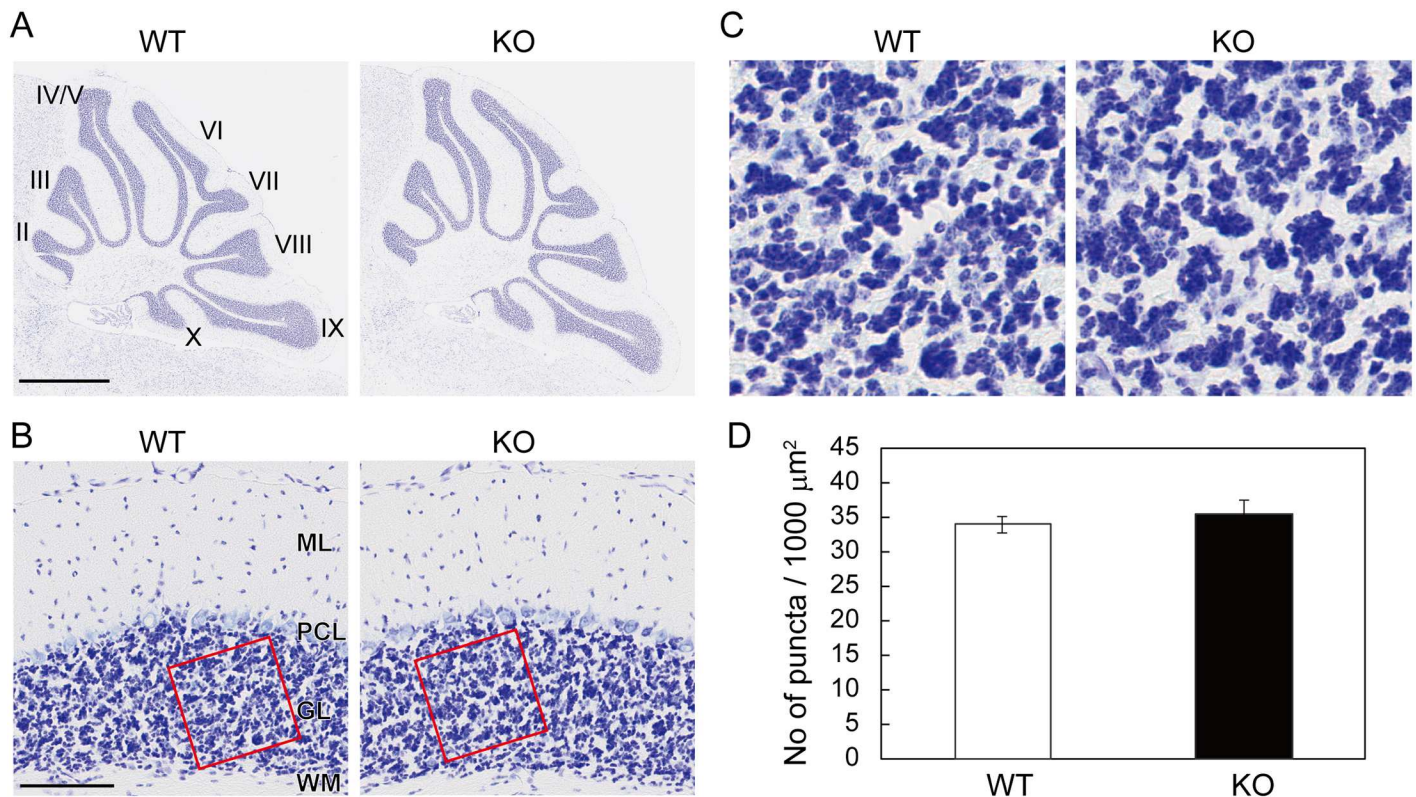 A
WT
KO
IV/V
VI
III
VII
II
VIII
IX
X
B
WT
KO
ML
PCL
GL
WM
C
WT
KO
D
No of puncta / 1000 μm²
45
40
35
30
25
20
15
10
5
0
WT
KO